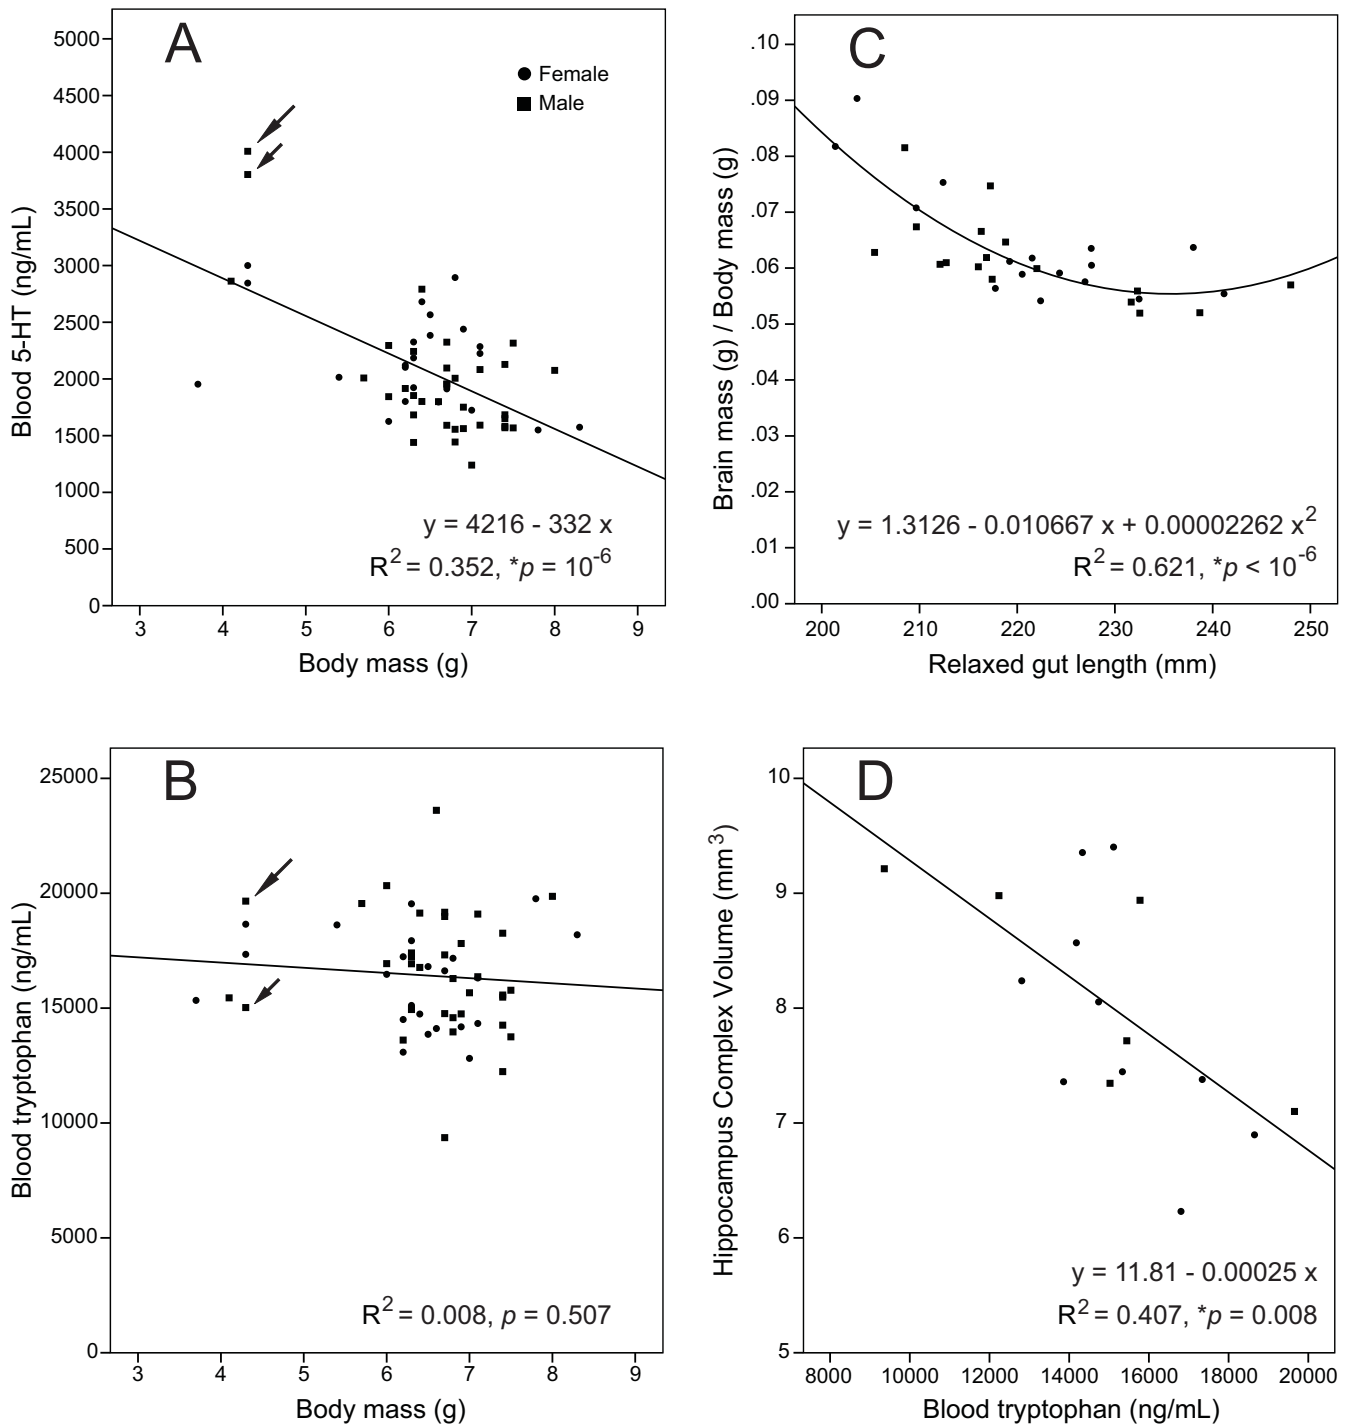 A
Female
Male
5000
4500
4000
3500
3000
2500
2000
1500
1000
500
0
Blood 5-HT (ng/mL)
y = 4216 - 332 x
R2 = 0.352, *p = 10-6
3 4 5 6 7 8 9
Body mass (g)
C
.10
.09
.08
.07
.06
.05
.04
.03
.02
.01
.00
Brain mass (g) / Body mass (g)
y = 1.3126 - 0.010667 x + 0.00002262 x2
R2 = 0.621, *p < 10-6
200 210 220 230 240 250
Relaxed gut length (mm)
B
25000
20000
15000
10000
5000
0
Blood tryptophan (ng/mL)
R2 = 0.008, p = 0.507
3 4 5 6 7 8 9
Body mass (g)
D
10
9
8
7
6
5
Hippocampus Complex Volume (mm3)
y = 11.81 - 0.00025 x
R2 = 0.407, *p = 0.008
8000 10000 12000 14000 16000 18000 20000
Blood tryptophan (ng/mL)